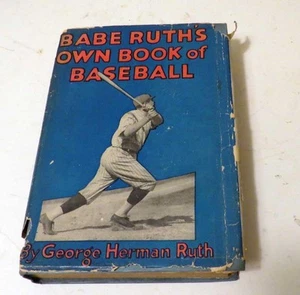 BABE RUTH'S
OWN BOOK of
BASEBALL
By George Herman Ruth